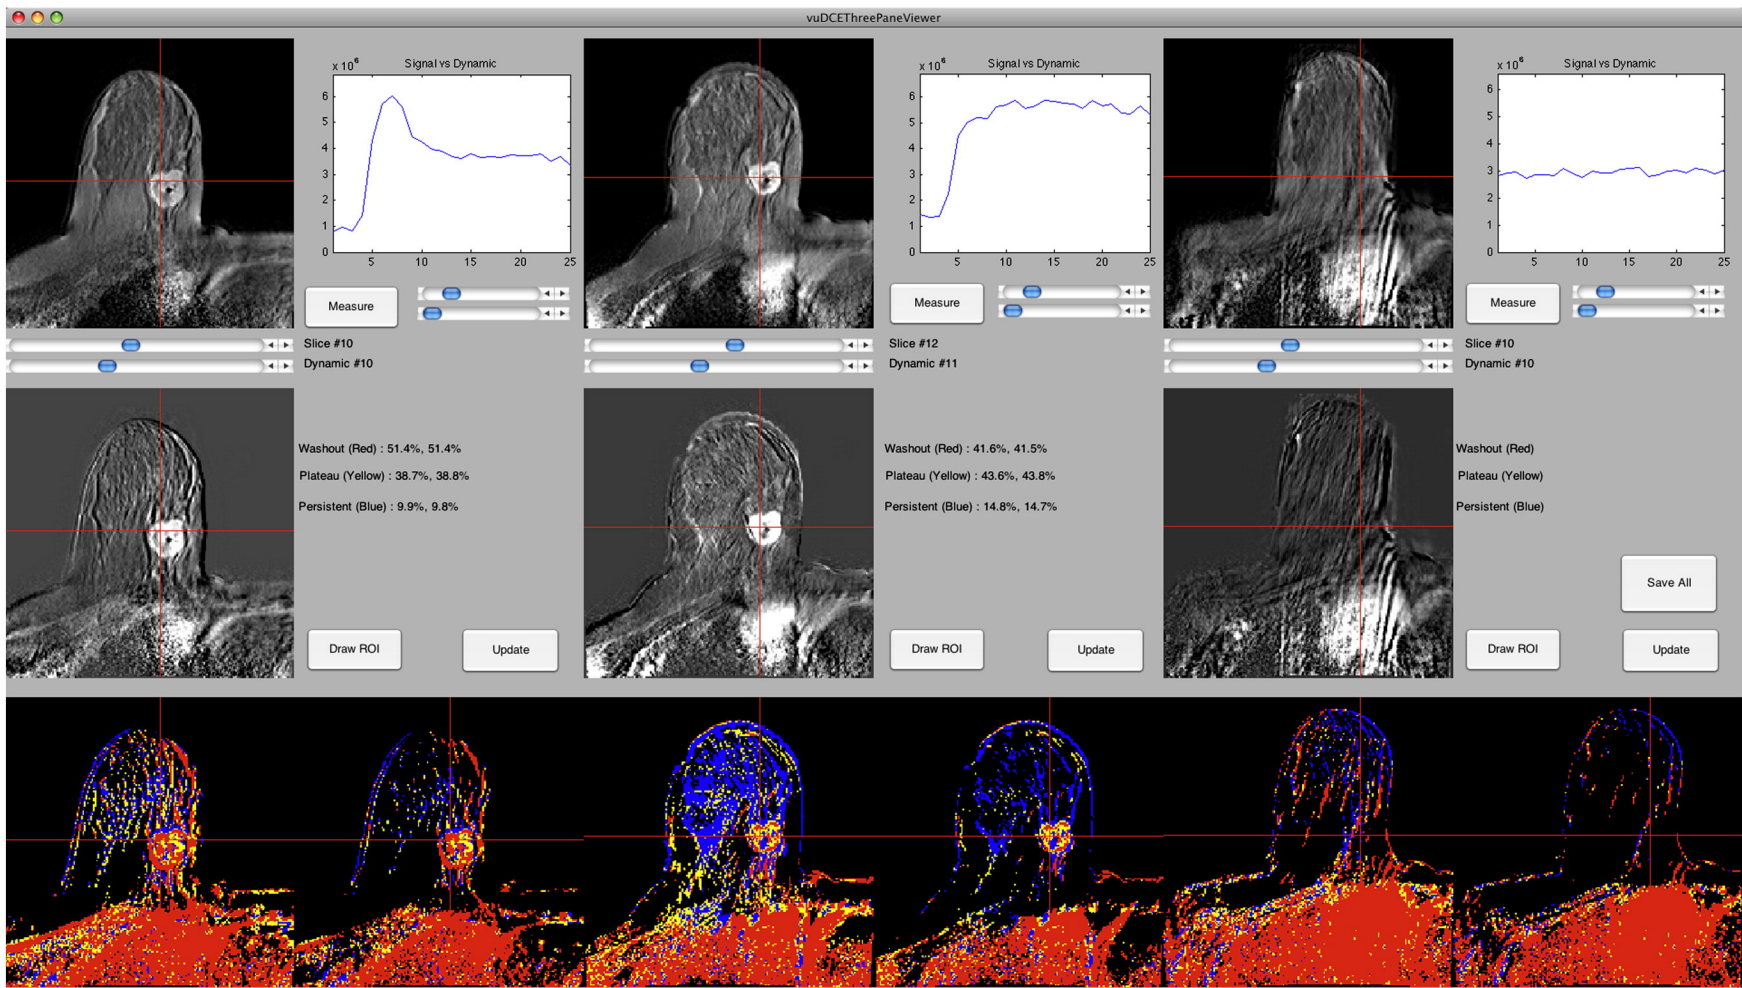 vuDCEThreePaneViewer
x 10^6
Signal vs Dynamic
6
5
4
3
2
1
0
5
10
15
20
25
Measure
Slice #10
Dynamic #10
x 10^6
Signal vs Dynamic
6
5
4
3
2
1
0
5
10
15
20
25
Measure
Slice #12
Dynamic #11
x 10^6
Signal vs Dynamic
6
5
4
3
2
1
0
5
10
15
20
25
Measure
Slice #10
Dynamic #10
Washout (Red) : 51.4%, 51.4%
Plateau (Yellow) : 38.7%, 38.8%
Persistent (Blue) : 9.9%, 9.8%
Draw ROI
Update
Washout (Red) : 41.6%, 41.5%
Plateau (Yellow) : 43.6%, 43.8%
Persistent (Blue) : 14.8%, 14.7%
Draw ROI
Update
Washout (Red)
Plateau (Yellow)
Persistent (Blue)
Save All
Draw ROI
Update